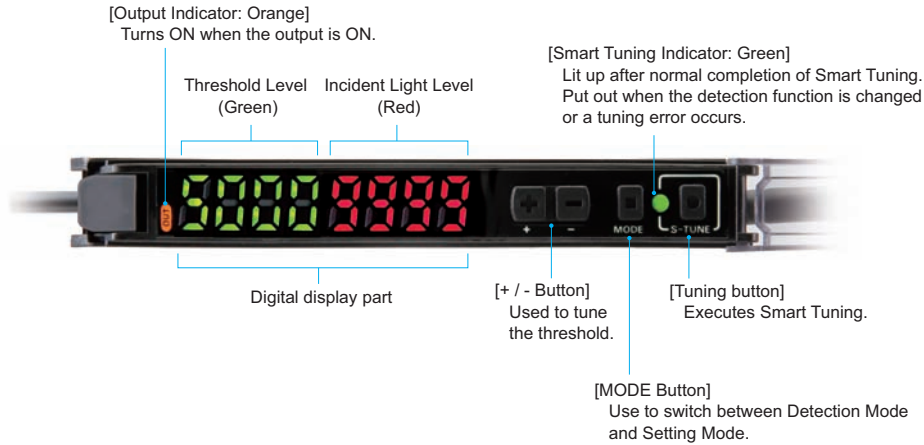 [Output Indicator: Orange]
Turns ON when the output is ON.
[Smart Tuning Indicator: Green]
Lit up after normal completion of Smart Tuning.
Put out when the detection function is changed
or a tuning error occurs.
Threshold Level
(Green)
Incident Light Level
(Red)
OUT
5000 9999
+ -
MODE
S-TUNE
Digital display part
[+ / - Button]
Used to tune
the threshold.
[Tuning button]
Executes Smart Tuning.
[MODE Button]
Use to switch between Detection Mode
and Setting Mode.